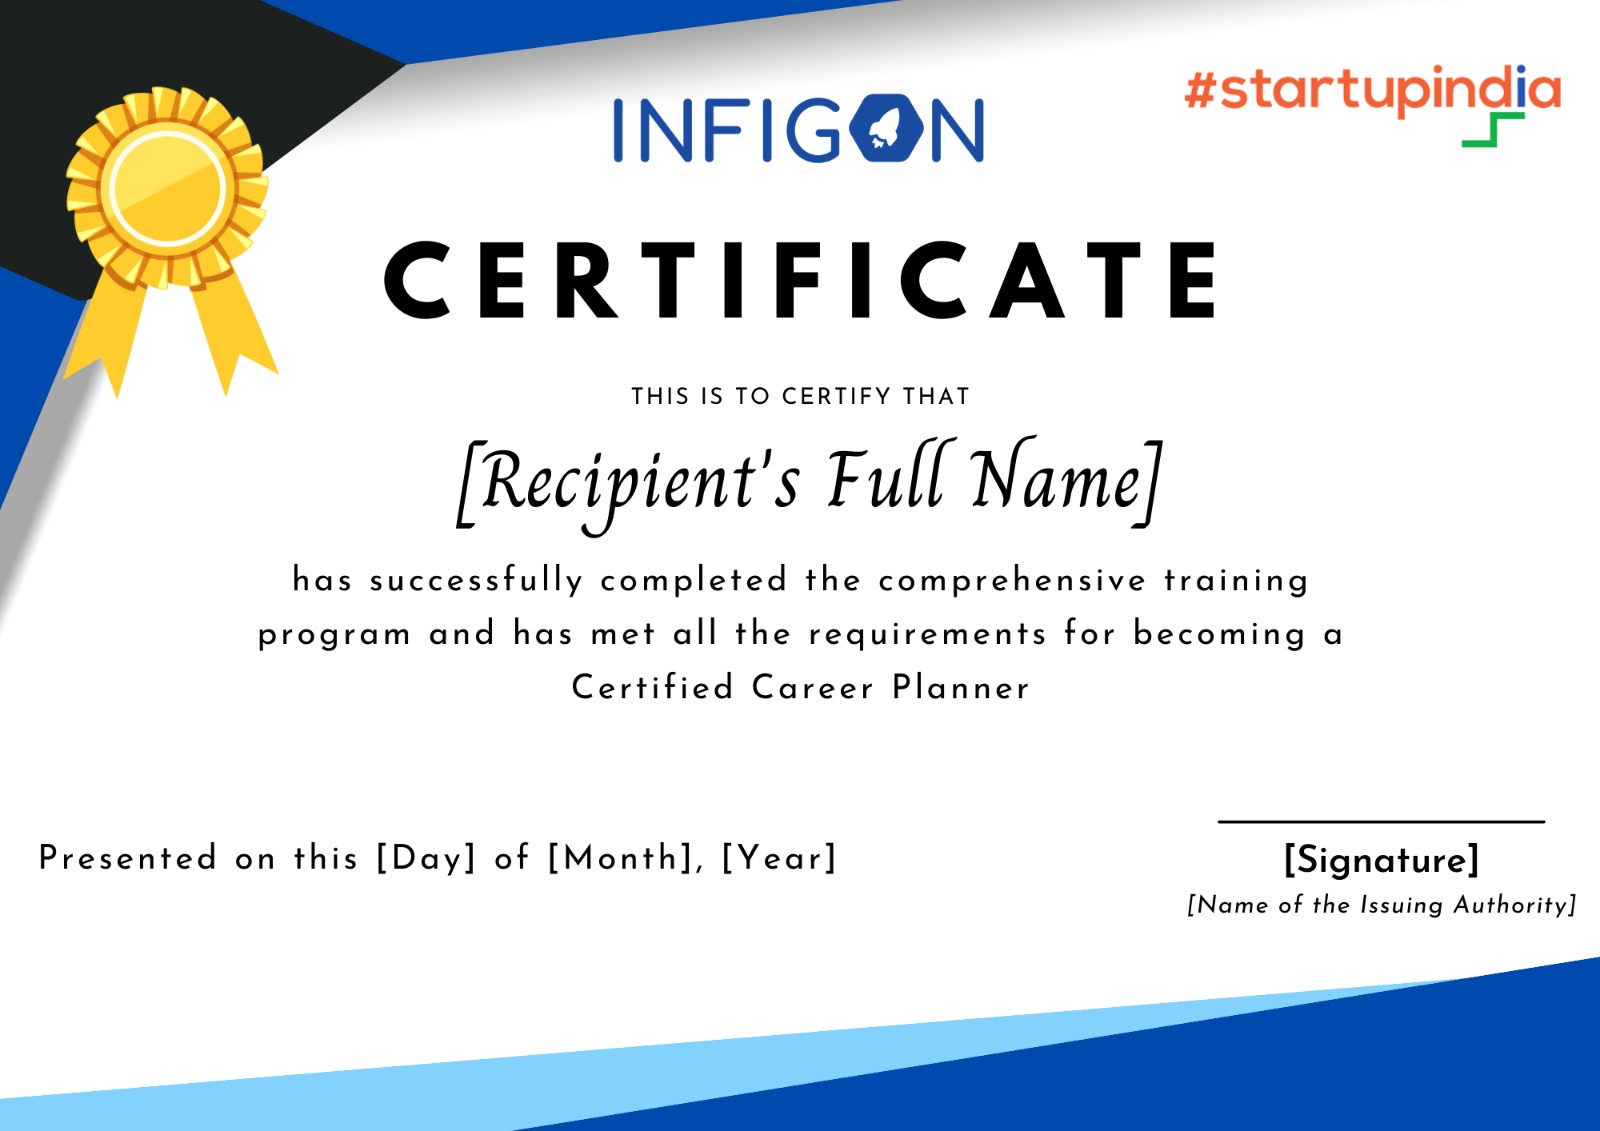 INFIGON
#startupindia
CERTIFICATE
THIS IS TO CERTIFY THAT
[Recipient's Full Name]
has successfully completed the comprehensive training
program and has met all the requirements for becoming a
Certified Career Planner
Presented on this [Day] of [Month], [Year]
[Signature]
[Name of the Issuing Authority]